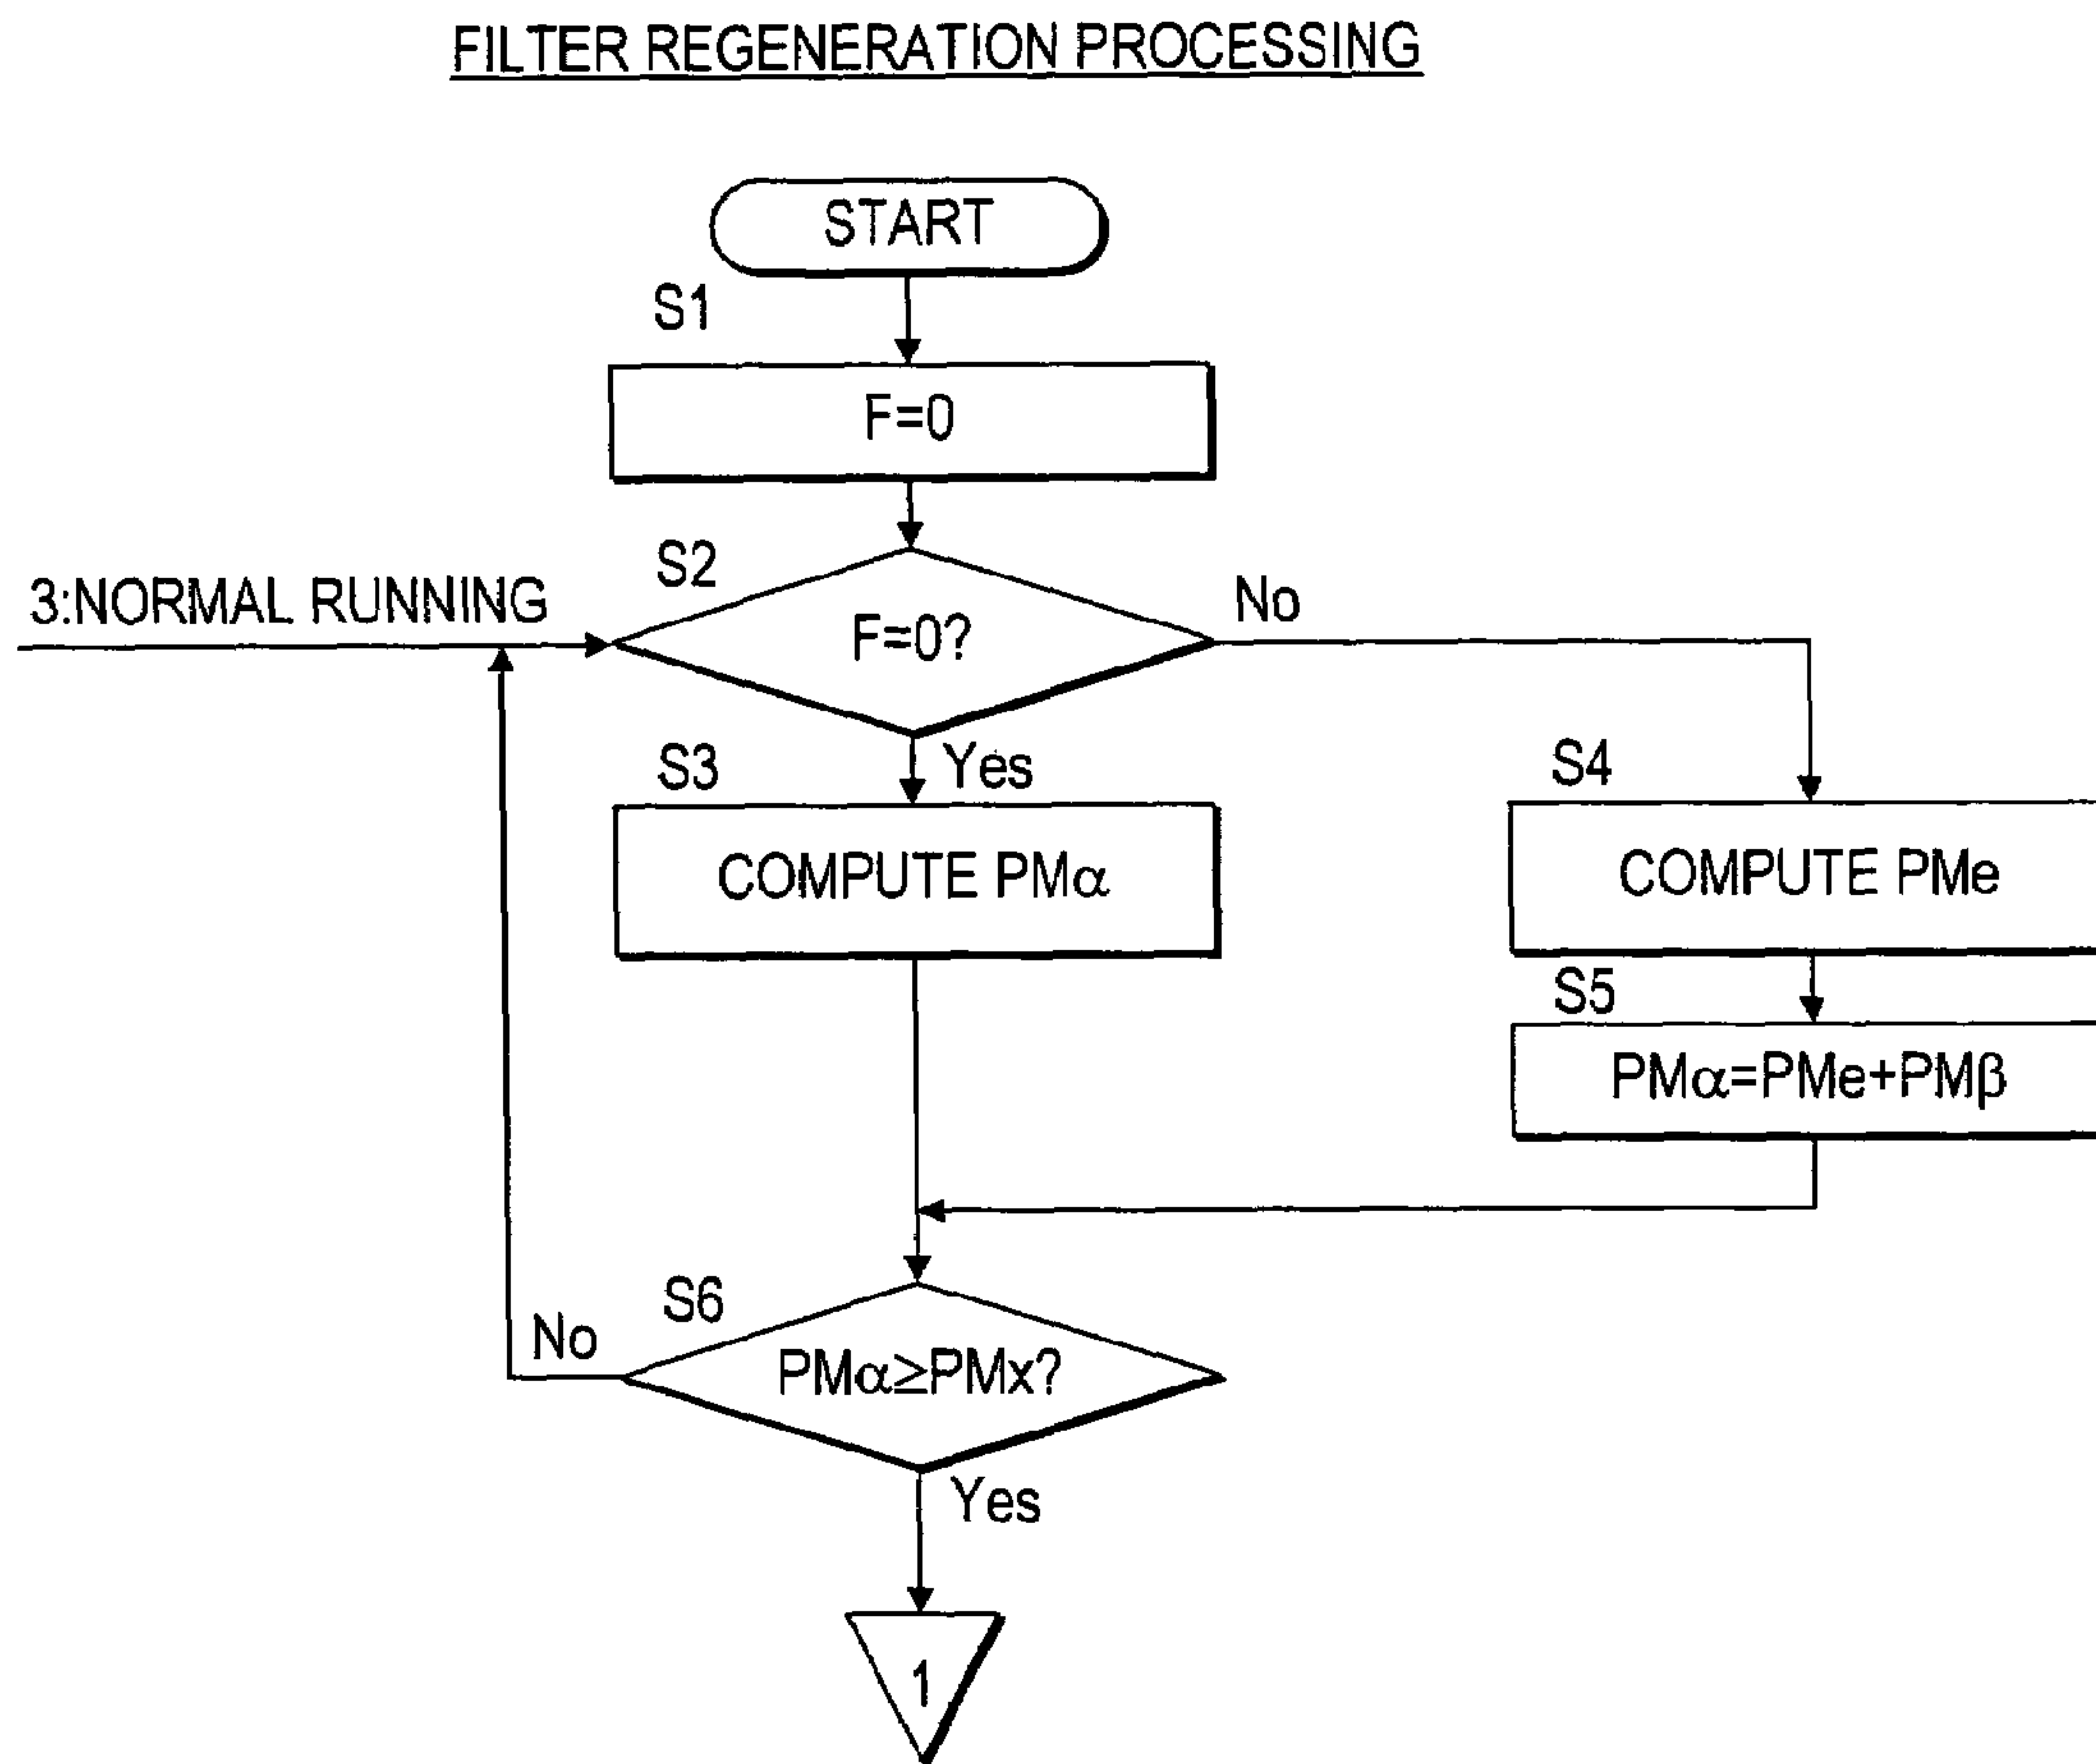 FILTER REGENERATION PROCESSING
START
S1
F=0
S2
3:NORMAL RUNNING
F=0?
No
Yes
S3
COMPUTE PMα
S4
COMPUTE PMe
S5
PMα=PMe+PMβ
S6
No
PMα≥PMx?
Yes
1